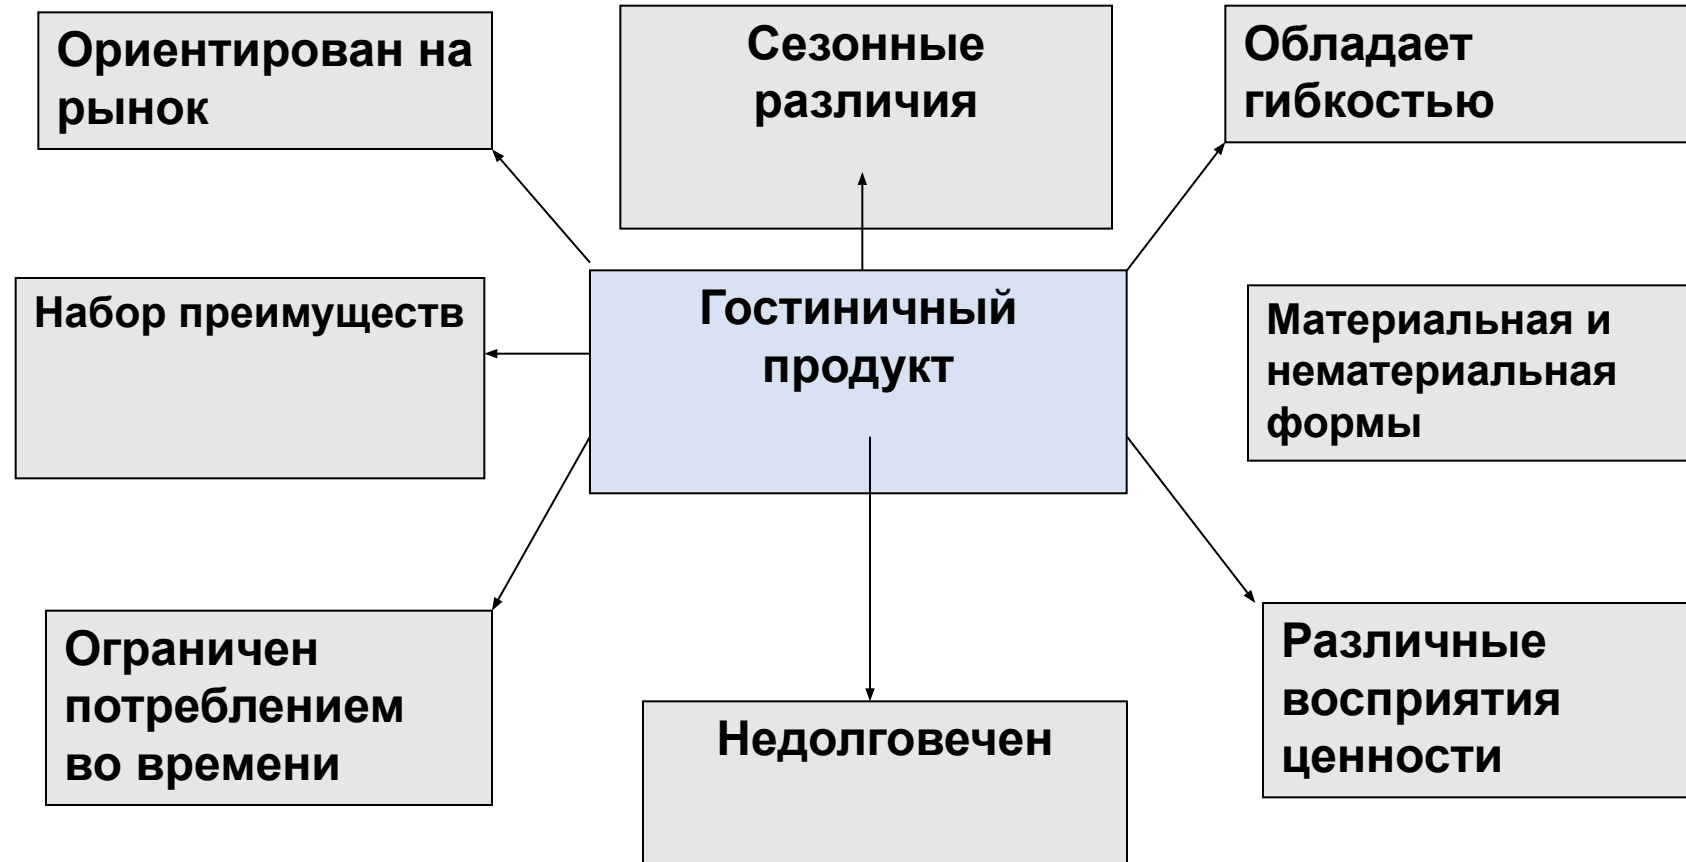 Ориентирован на
рынок
Сезонные
различия
Обладает
гибкостью
Набор преимуществ
Гостиничный
продукт
Материальная и
нематериальная
формы
Ограничен
потреблением
во времени
Недолговечен
Различные
восприятия
ценности